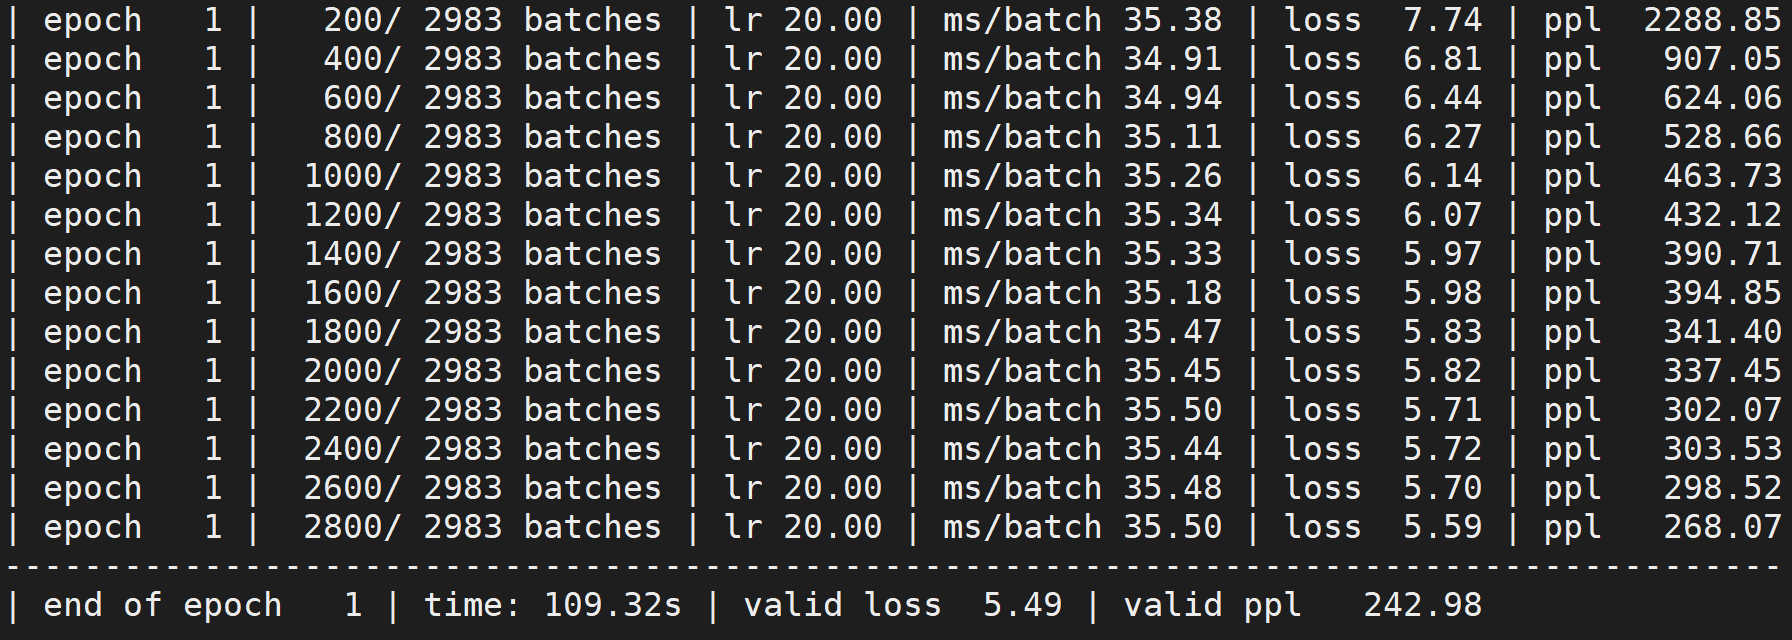 | epoch   1 |   200/ 2983 batches | lr 20.00 | ms/batch 35.38 | loss  7.74 | ppl  2288.85
| epoch   1 |   400/ 2983 batches | lr 20.00 | ms/batch 34.91 | loss  6.81 | ppl   907.05
| epoch   1 |   600/ 2983 batches | lr 20.00 | ms/batch 34.94 | loss  6.44 | ppl   624.06
| epoch   1 |   800/ 2983 batches | lr 20.00 | ms/batch 35.11 | loss  6.27 | ppl   528.66
| epoch   1 |  1000/ 2983 batches | lr 20.00 | ms/batch 35.26 | loss  6.14 | ppl   463.73
| epoch   1 |  1200/ 2983 batches | lr 20.00 | ms/batch 35.34 | loss  6.07 | ppl   432.12
| epoch   1 |  1400/ 2983 batches | lr 20.00 | ms/batch 35.33 | loss  5.97 | ppl   390.71
| epoch   1 |  1600/ 2983 batches | lr 20.00 | ms/batch 35.18 | loss  5.98 | ppl   394.85
| epoch   1 |  1800/ 2983 batches | lr 20.00 | ms/batch 35.47 | loss  5.83 | ppl   341.40
| epoch   1 |  2000/ 2983 batches | lr 20.00 | ms/batch 35.45 | loss  5.82 | ppl   337.45
| epoch   1 |  2200/ 2983 batches | lr 20.00 | ms/batch 35.50 | loss  5.71 | ppl   302.07
| epoch   1 |  2400/ 2983 batches | lr 20.00 | ms/batch 35.44 | loss  5.72 | ppl   303.53
| epoch   1 |  2600/ 2983 batches | lr 20.00 | ms/batch 35.48 | loss  5.70 | ppl   298.52
| epoch   1 |  2800/ 2983 batches | lr 20.00 | ms/batch 35.50 | loss  5.59 | ppl   268.07
-----------------------------------------------------------------------------------------
| end of epoch   1 | time: 109.32s | valid loss  5.49 | valid ppl   242.98